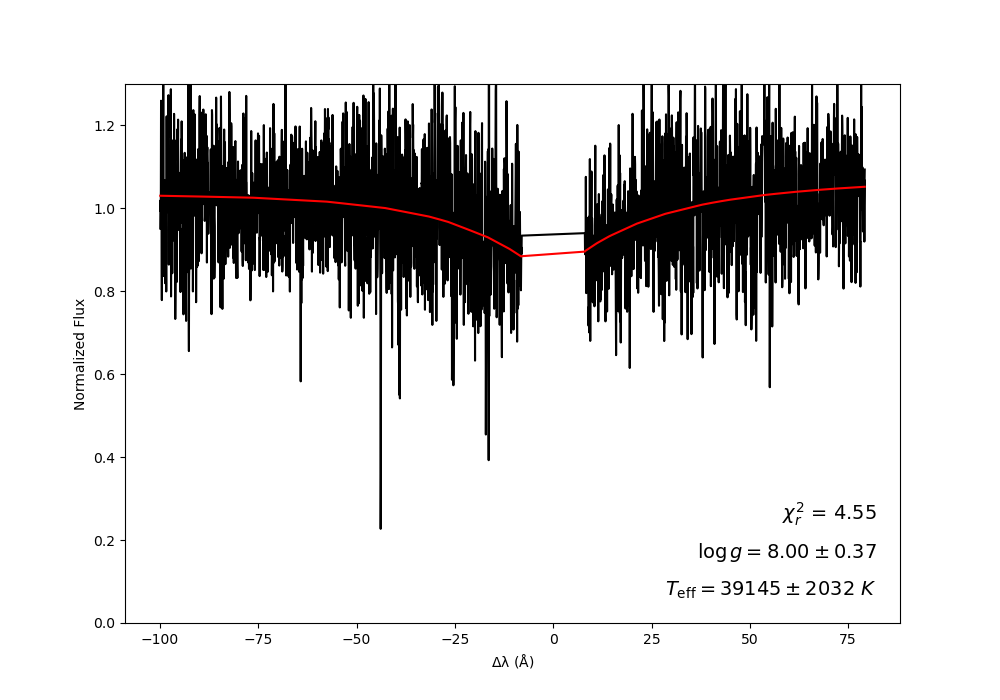 1.2
1.0
0.8
0.6
0.4
0.2
0.0
Normalized Flux
χ²ᵣ = 4.55
log g = 8.00 ± 0.37
T_eff = 39145 ± 2032 K
−100 −75 −50 −25 0 25 50 75
Δλ (Å)